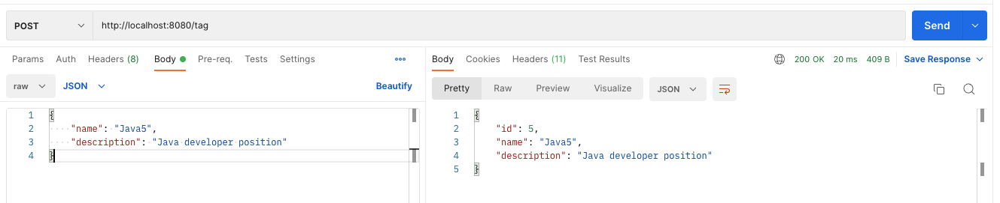 POST http://localhost:8080/tag Send
Params Auth Headers (8) Body Pre-req. Tests Settings
raw JSON Beautify
1 {
2 "name": "Java5",
3 "description": "Java developer position"
4 }
Body Cookies Headers (11) Test Results 200 OK 20 ms 409 B Save Response
Pretty Raw Preview Visualize JSON
1 {
2 "id": 5,
3 "name": "Java5",
4 "description": "Java developer position"
5 }